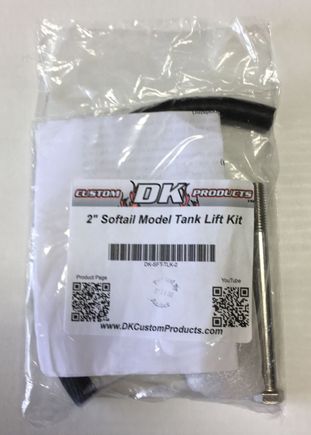 CUSTOM DK PRODUCTS
2" Softail Model Tank Lift Kit
DK-SFT-TLK-2
Product Page
YouTube
www.DKCustomProducts.com